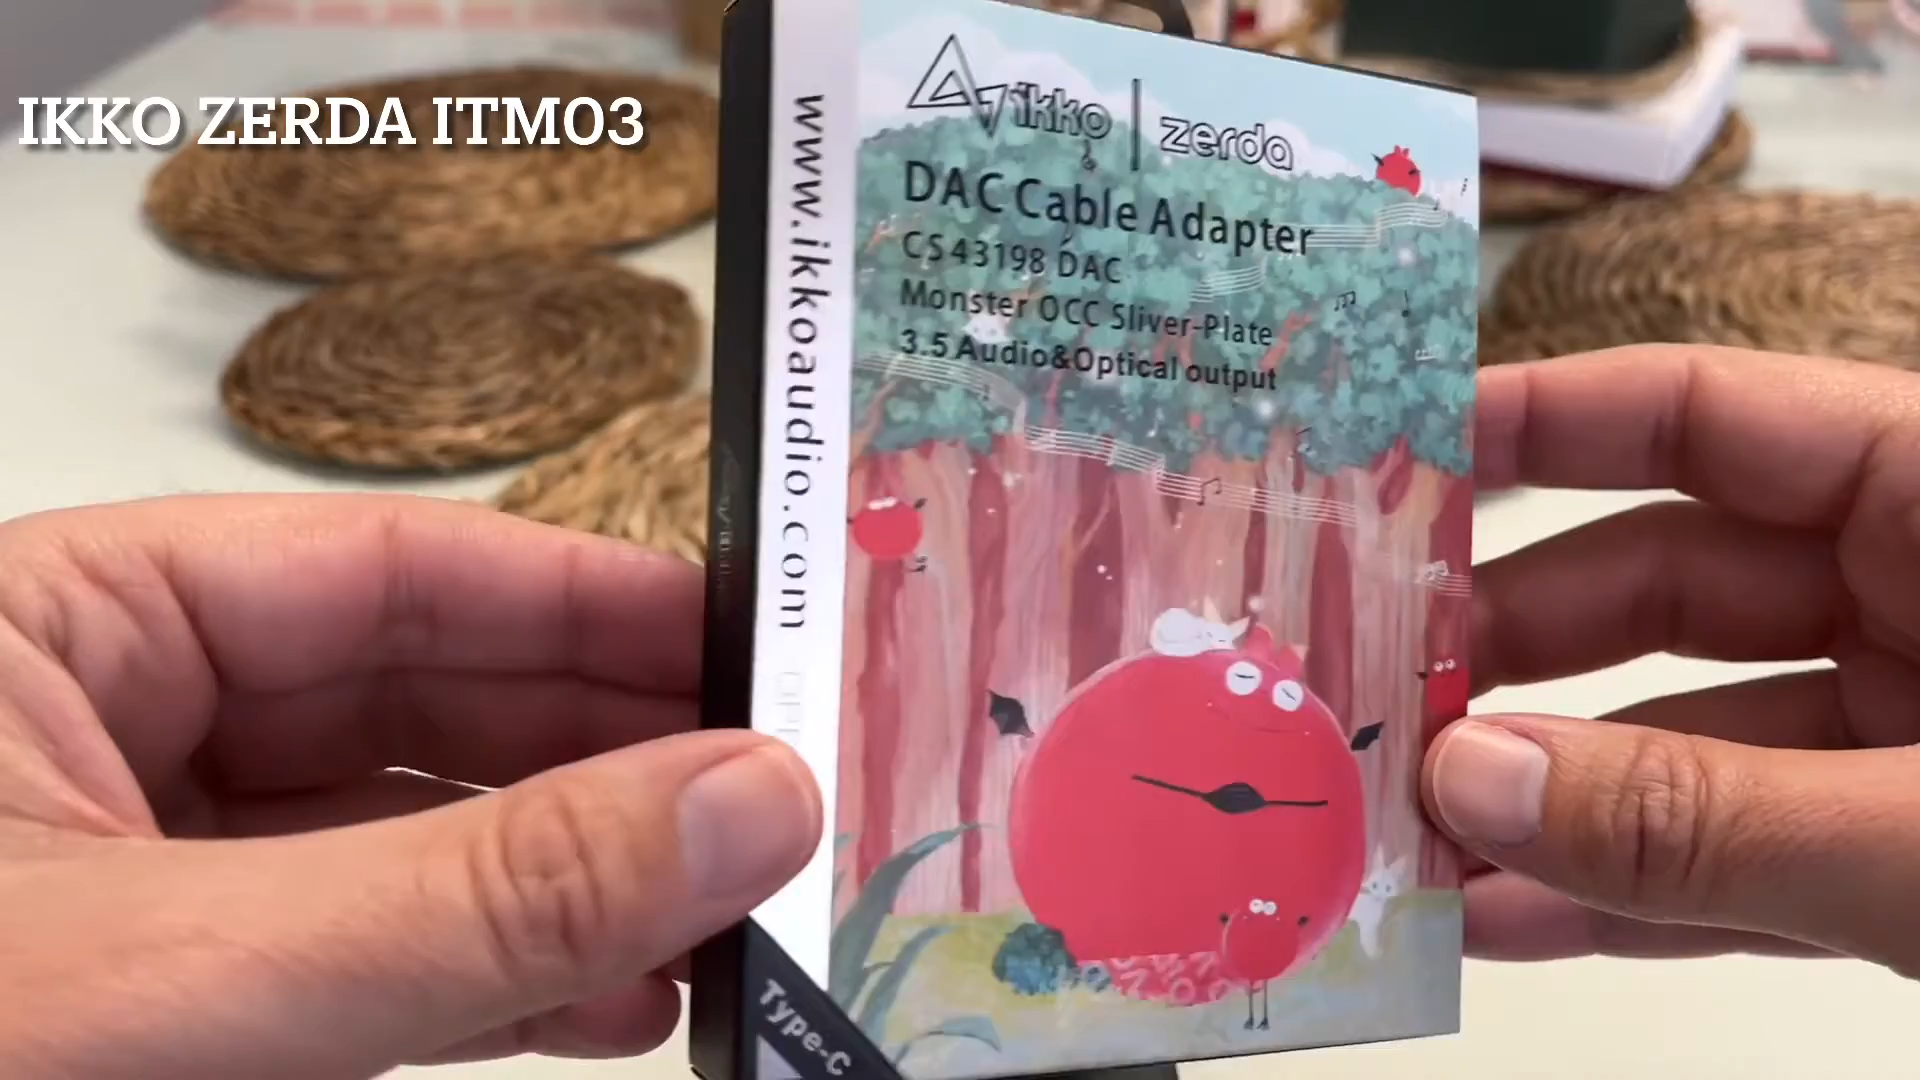 IKKO ZERDA ITM03
www.ikkoaudio.com
ikko | zerda
DAC Cable Adapter
CS43198 DAC
Monster OCC Sliver-Plate
3.5 Audio&Optical output
Type-C